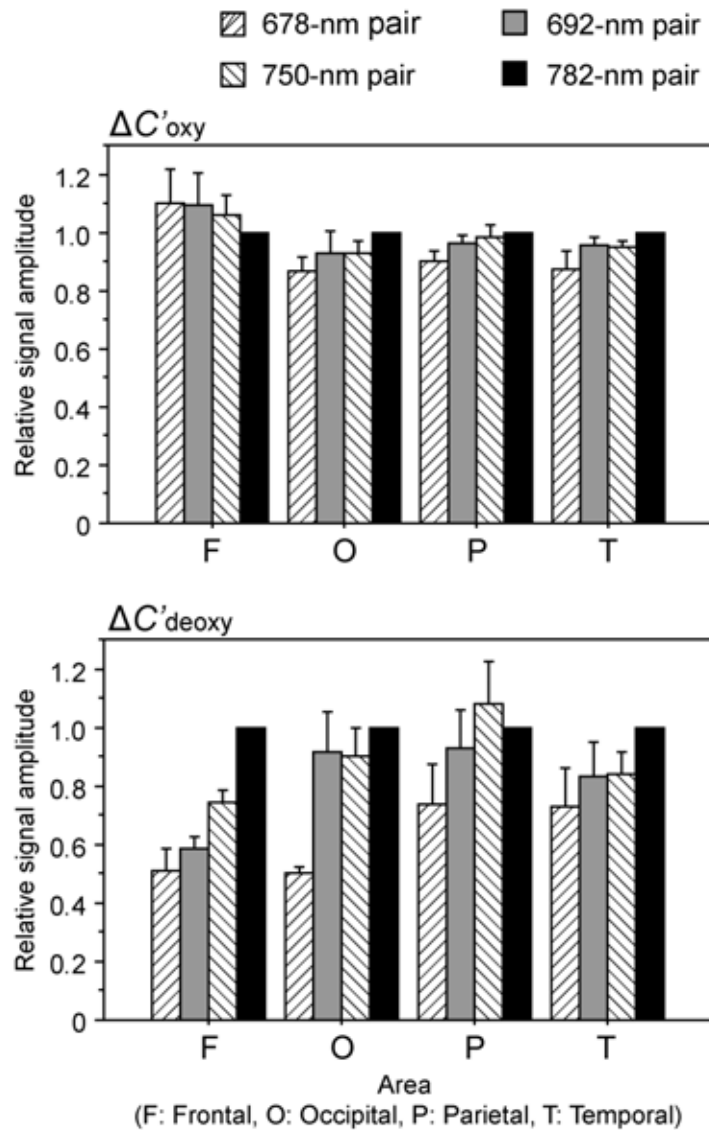 678-nm pair 692-nm pair
750-nm pair 782-nm pair
ΔC'oxy
Relative signal amplitude
1.2
1.0
0.8
0.6
0.4
0.2
0
F O P T
ΔC'deoxy
Relative signal amplitude
1.2
1.0
0.8
0.6
0.4
0.2
0
F O P T
Area
(F: Frontal, O: Occipital, P: Parietal, T: Temporal)